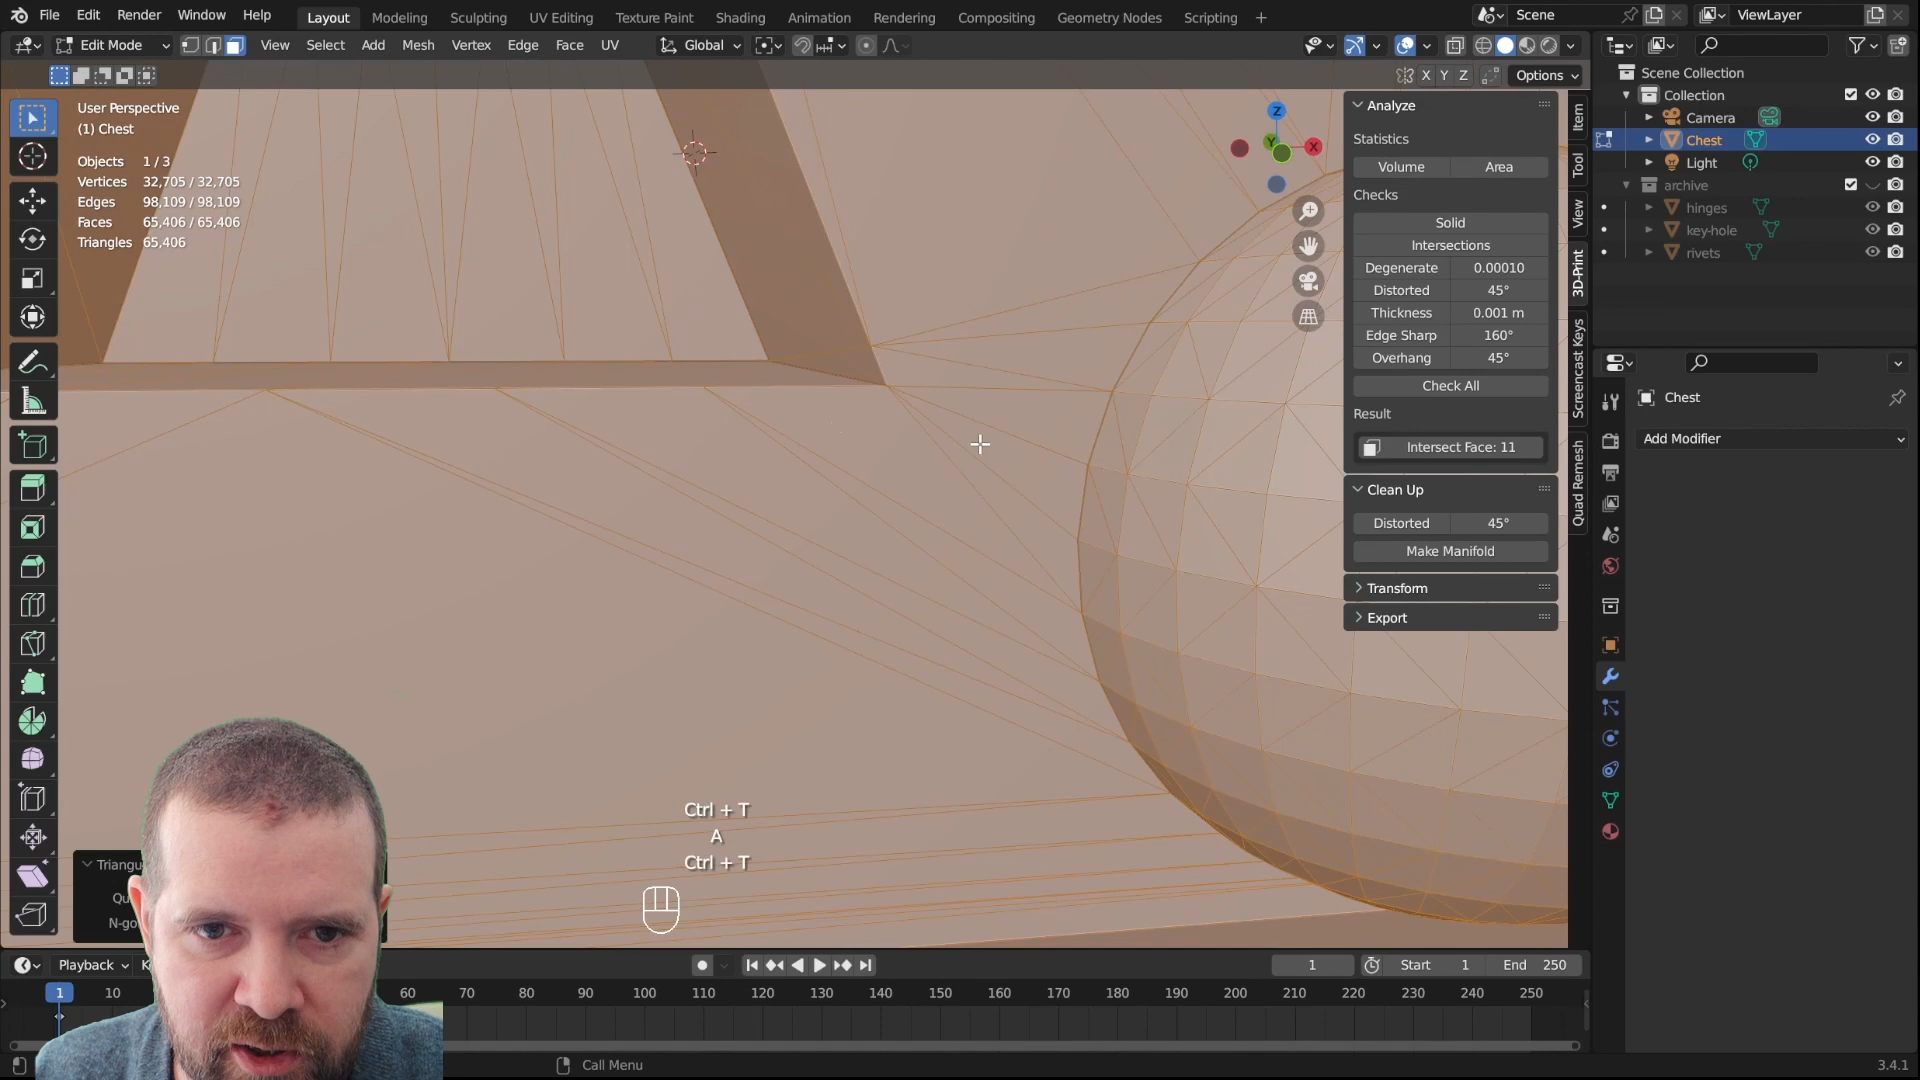 File Edit Render Window Help Layout Modeling Sculpting UV Editing Texture Paint Shading Animation Rendering Compositing Geometry Nodes Scripting + Scene ViewLayer
Edit Mode View Select Add Mesh Vertex Edge Face UV Global
X Y Z Options
User Perspective
(1) Chest
Objects 1 / 3
Vertices 32,705 / 32,705
Edges 98,109 / 98,109
Faces 65,406 / 65,406
Triangles 65,406
Z
Y
X
Analyze
Statistics
Volume Area
Checks
Solid
Intersections
Degenerate 0.00010
Distorted 45°
Thickness 0.001 m
Edge Sharp 160°
Overhang 45°
Check All
Result
Intersect Face: 11
Clean Up
Distorted 45°
Make Manifold
Transform
Export
Item
Tool
View
3D-Print
Screencast Keys
Quad Remesh
Scene Collection
Collection
Camera
Chest
Light
archive
hinges
key-hole
rivets
Chest
Add Modifier
Ctrl + T
A
Ctrl + T
Triangu
Qu
N-go
Playback K 1 Start 1 End 250
1 10 60 70 80 90 100 110 120 130 140 150 160 170 180 190 200 210 220 230 240 250
Call Menu 3.4.1